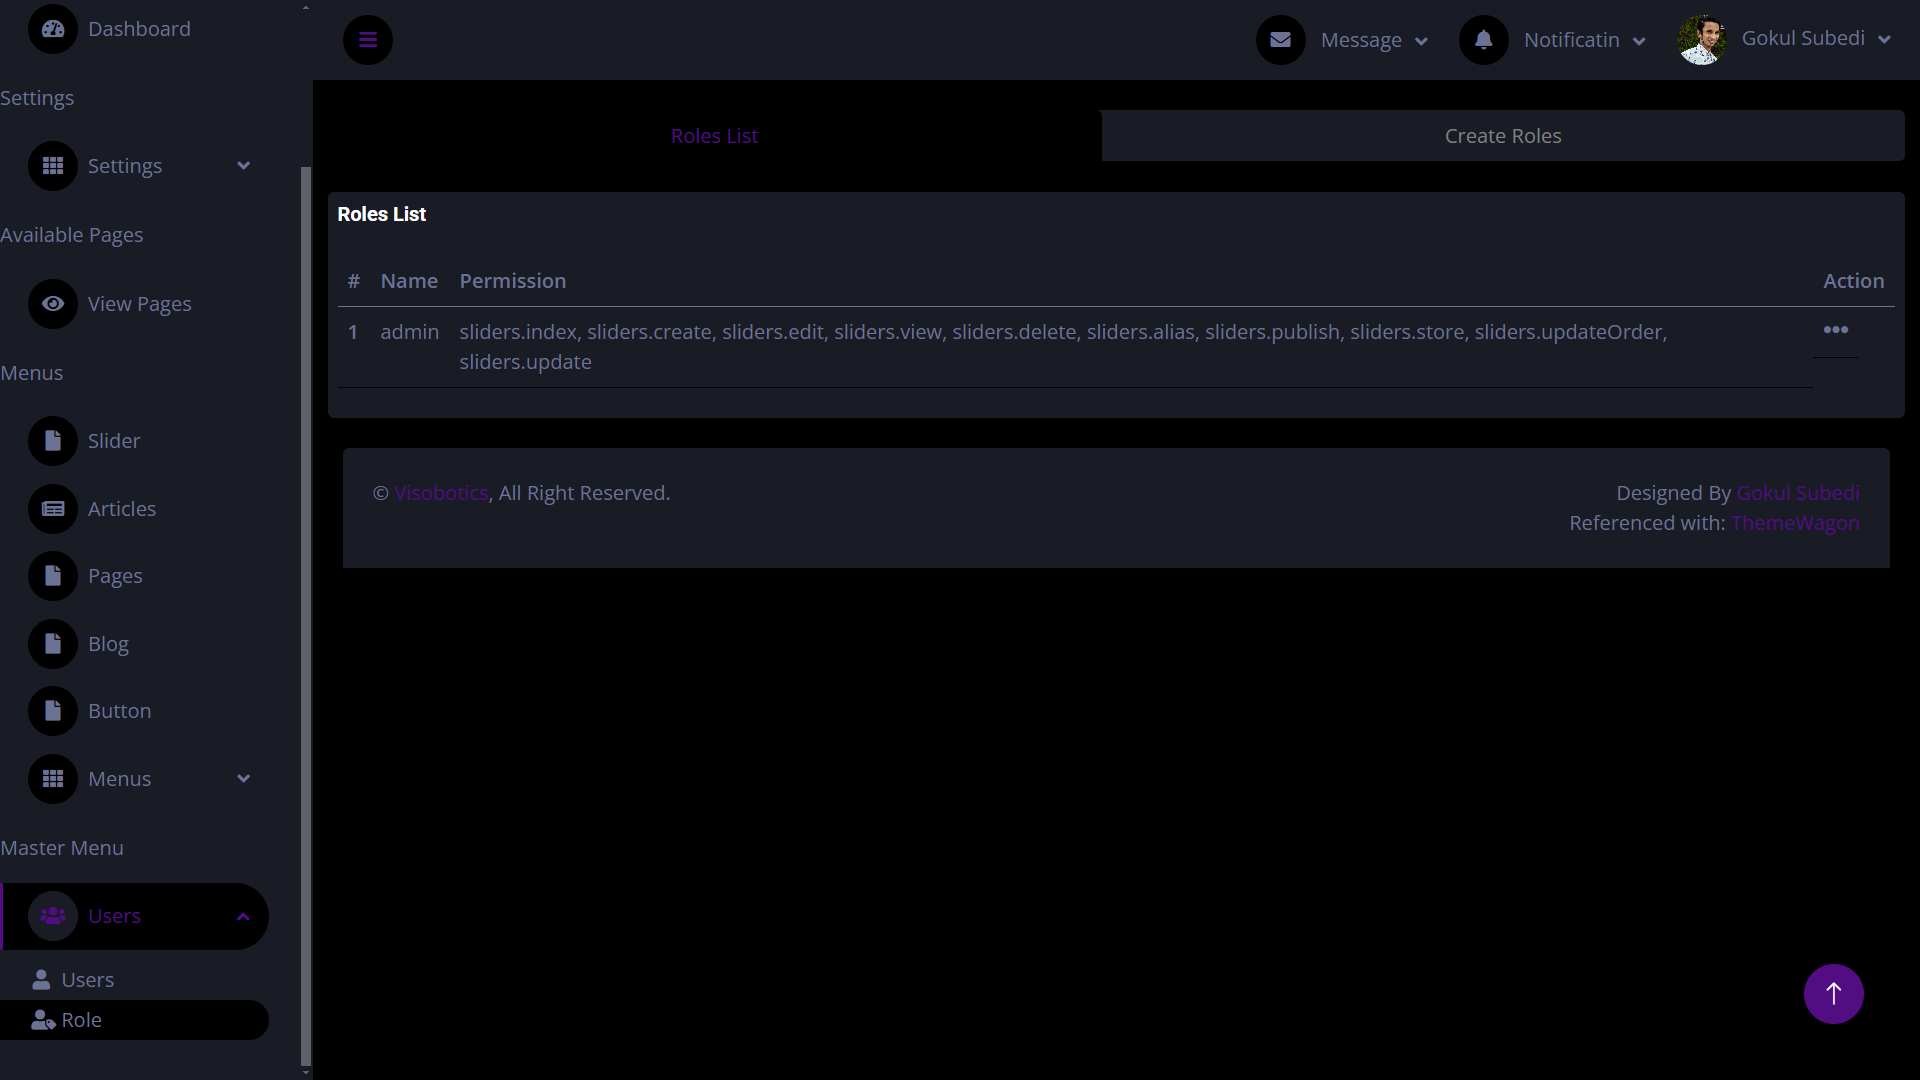 Dashboard
Settings
Settings
Available Pages
View Pages
Menus
Slider
Articles
Pages
Blog
Button
Menus
Master Menu
Users
Users
Role
Message
Notificatin
Gokul Subedi
Roles List
Create Roles
Roles List
# Name Permission Action
1 admin sliders.index, sliders.create, sliders.edit, sliders.view, sliders.delete, sliders.alias, sliders.publish, sliders.store, sliders.updateOrder,
sliders.update
© Visobotics, All Right Reserved.
Designed By Gokul Subedi
Referenced with: ThemeWagon